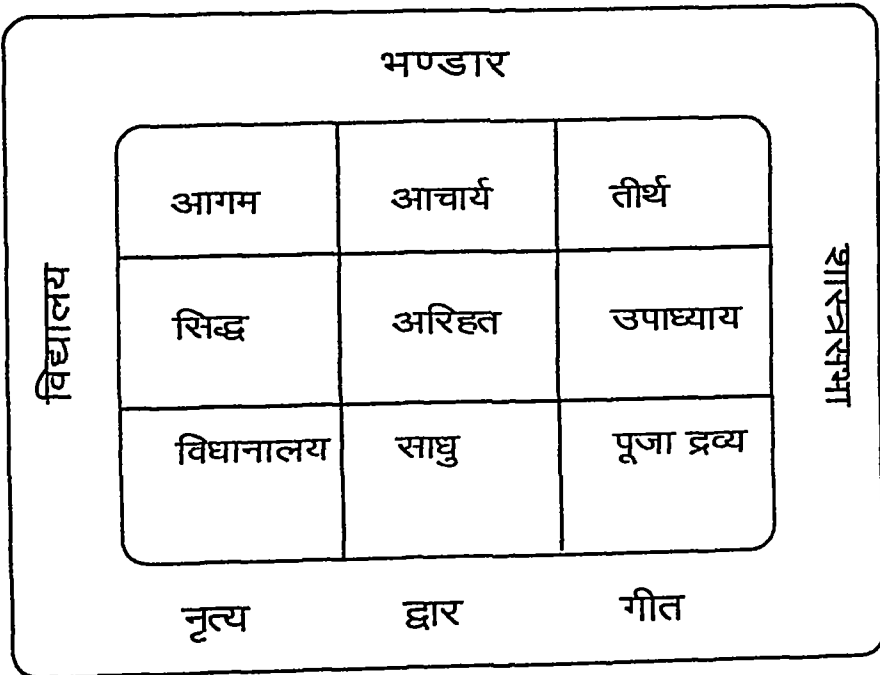 भण्डार
आगम आचार्य तीर्थ
विद्यालय
सिद्ध अरिहत उपाध्याय
शास्त्रसभा
विधानालय साधु पूजा द्रव्य
नृत्य द्वार गीत